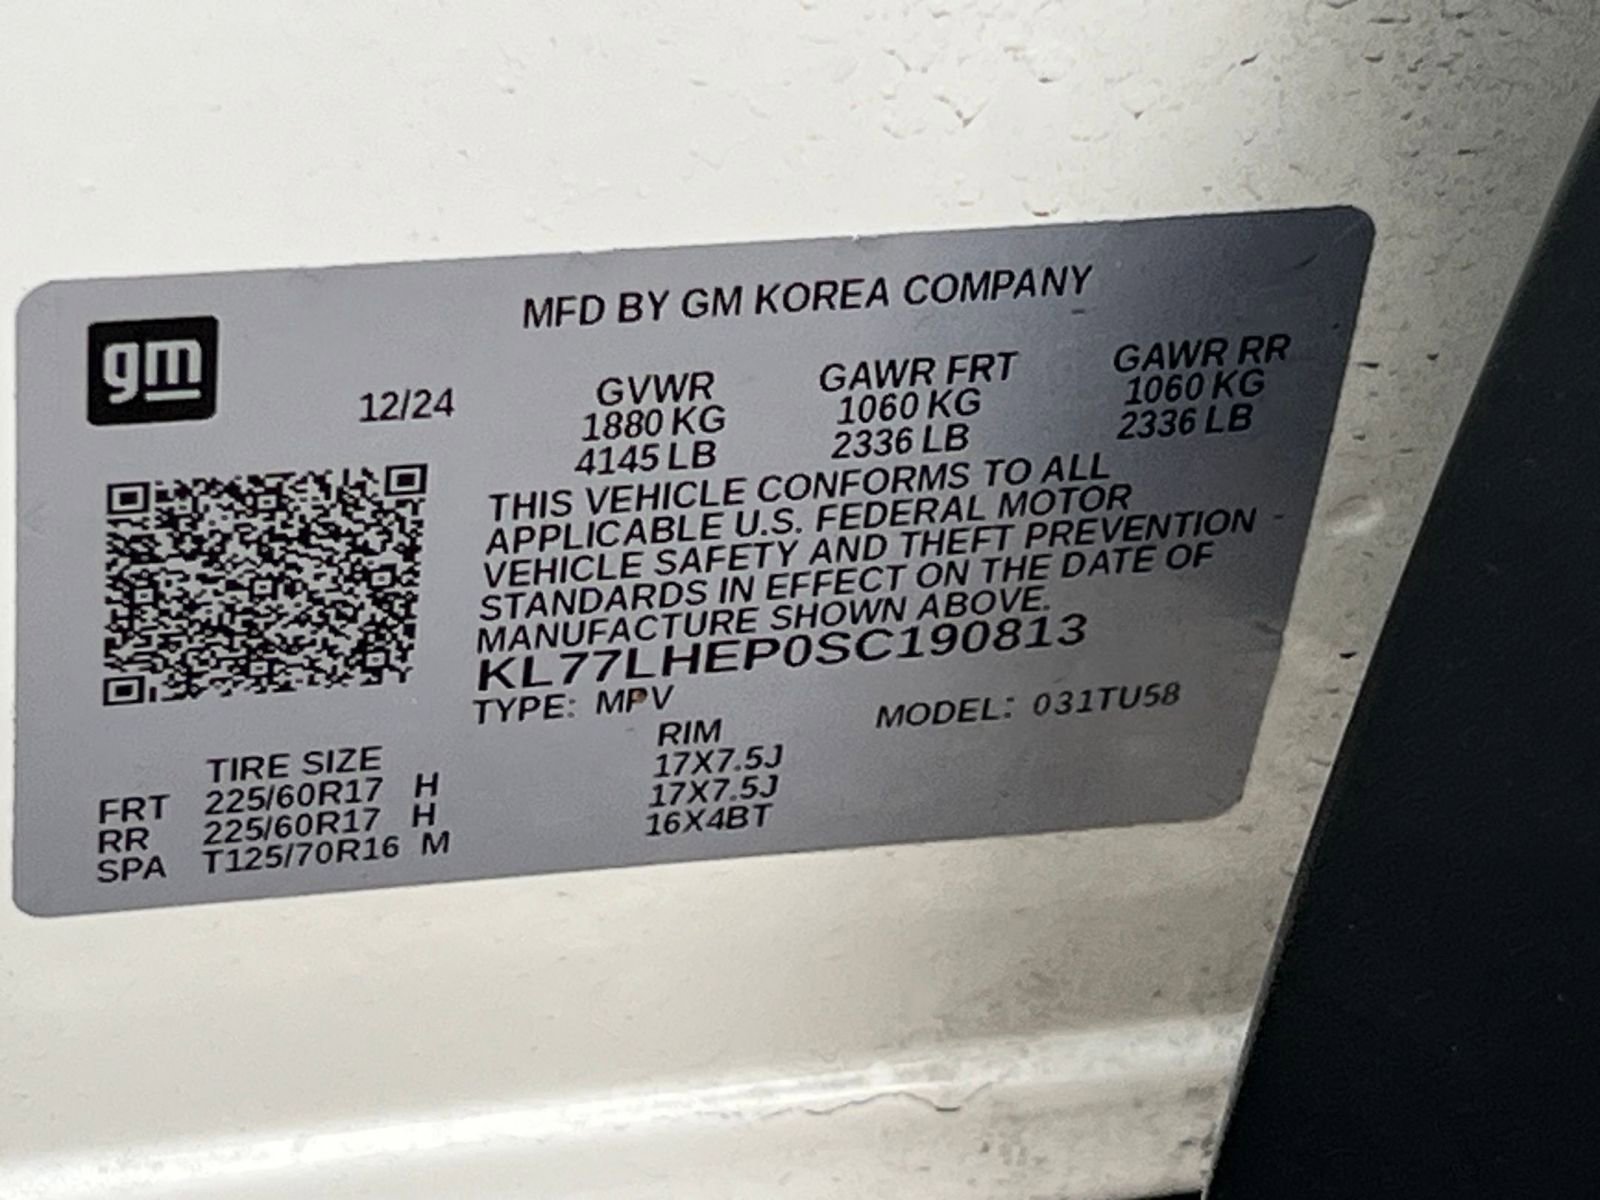 gm
MFD BY GM KOREA COMPANY
12/24
GVWR GAWR FRT GAWR RR
1880 KG 1060 KG 1060 KG
4145 LB 2336 LB 2336 LB
THIS VEHICLE CONFORMS TO ALL
APPLICABLE U.S. FEDERAL MOTOR
VEHICLE SAFETY AND THEFT PREVENTION
STANDARDS IN EFFECT ON THE DATE OF
MANUFACTURE SHOWN ABOVE.
KL77LHEP0SC190813
TYPE: MPV MODEL: 031TU58
TIRE SIZE RIM
FRT 225/60R17 H 17X7.5J
RR 225/60R17 H 17X7.5J
SPA T125/70R16 M 16X4BT